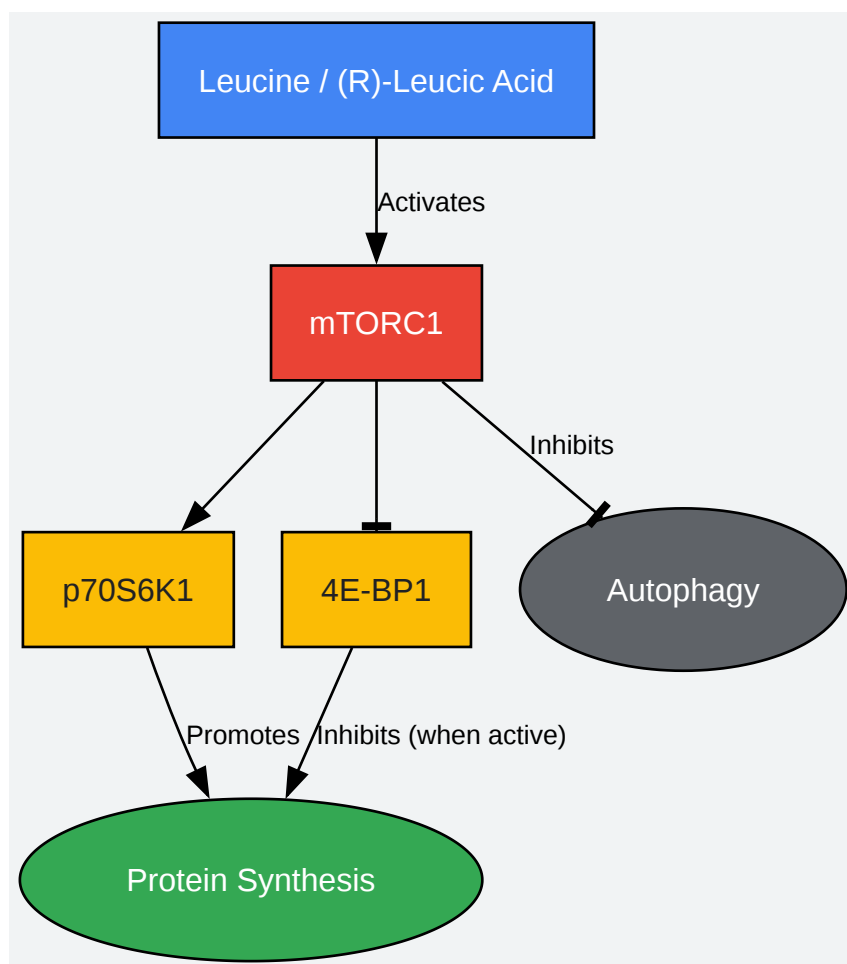 Leucine / (R)-Leucic Acid
Activates
mTORC1
Inhibits
p70S6K1
4E-BP1
Autophagy
Promotes
Inhibits (when active)
Protein Synthesis